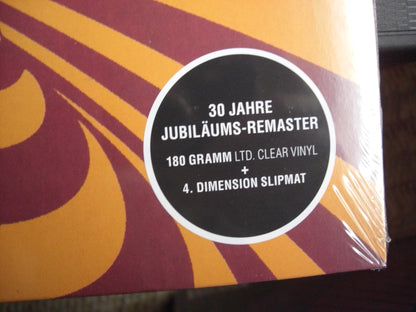 30 JAHRE
JUBILÄUMS-REMASTER
180 GRAMM LTD. CLEAR VINYL
+
4. DIMENSION SLIPMAT